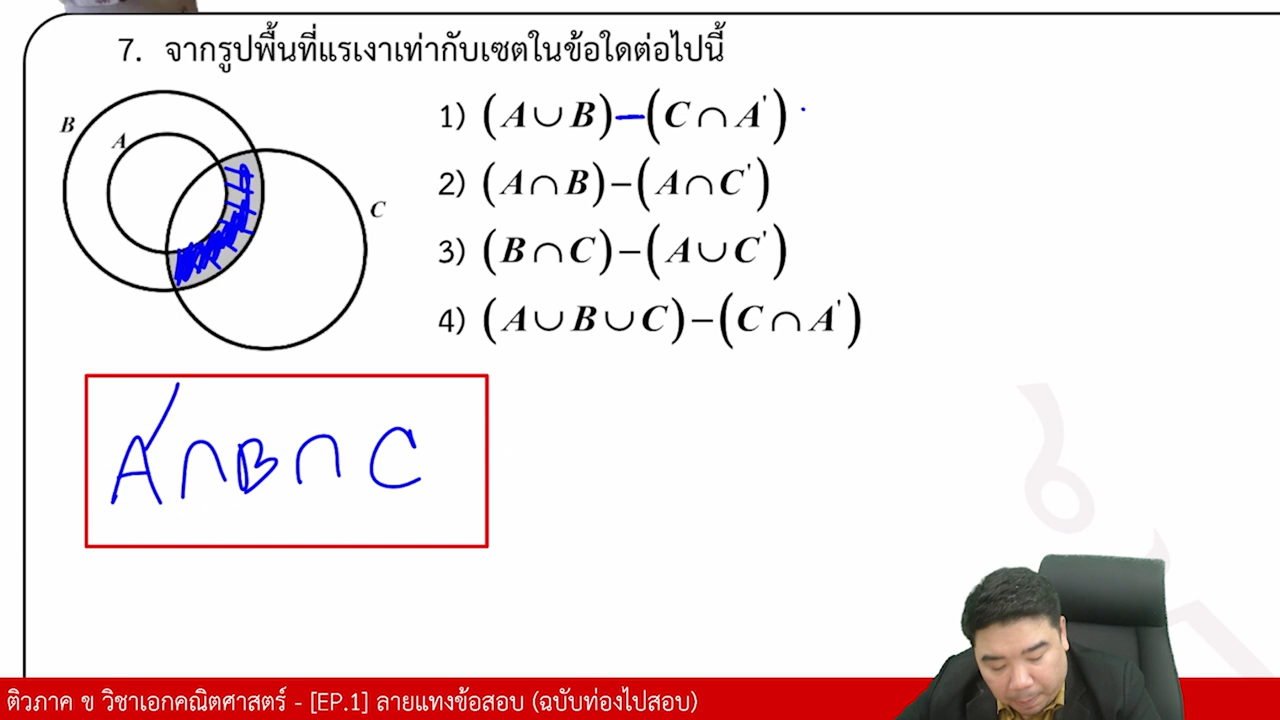 7. จากรูปพื้นที่แรเงาเท่ากับเซตในข้อใดต่อไปนี้
B
A
C
1) (A∪B)−(C∩A')
2) (A∩B)−(A∩C')
3) (B∩C)−(A∪C')
4) (A∪B∪C)−(C∩A')
A'∩B∩C
ติวภาค ข วิชาเอกคณิตศาสตร์ - [EP.1] ลายแทงข้อสอบ (ฉบับท่องไปสอบ)